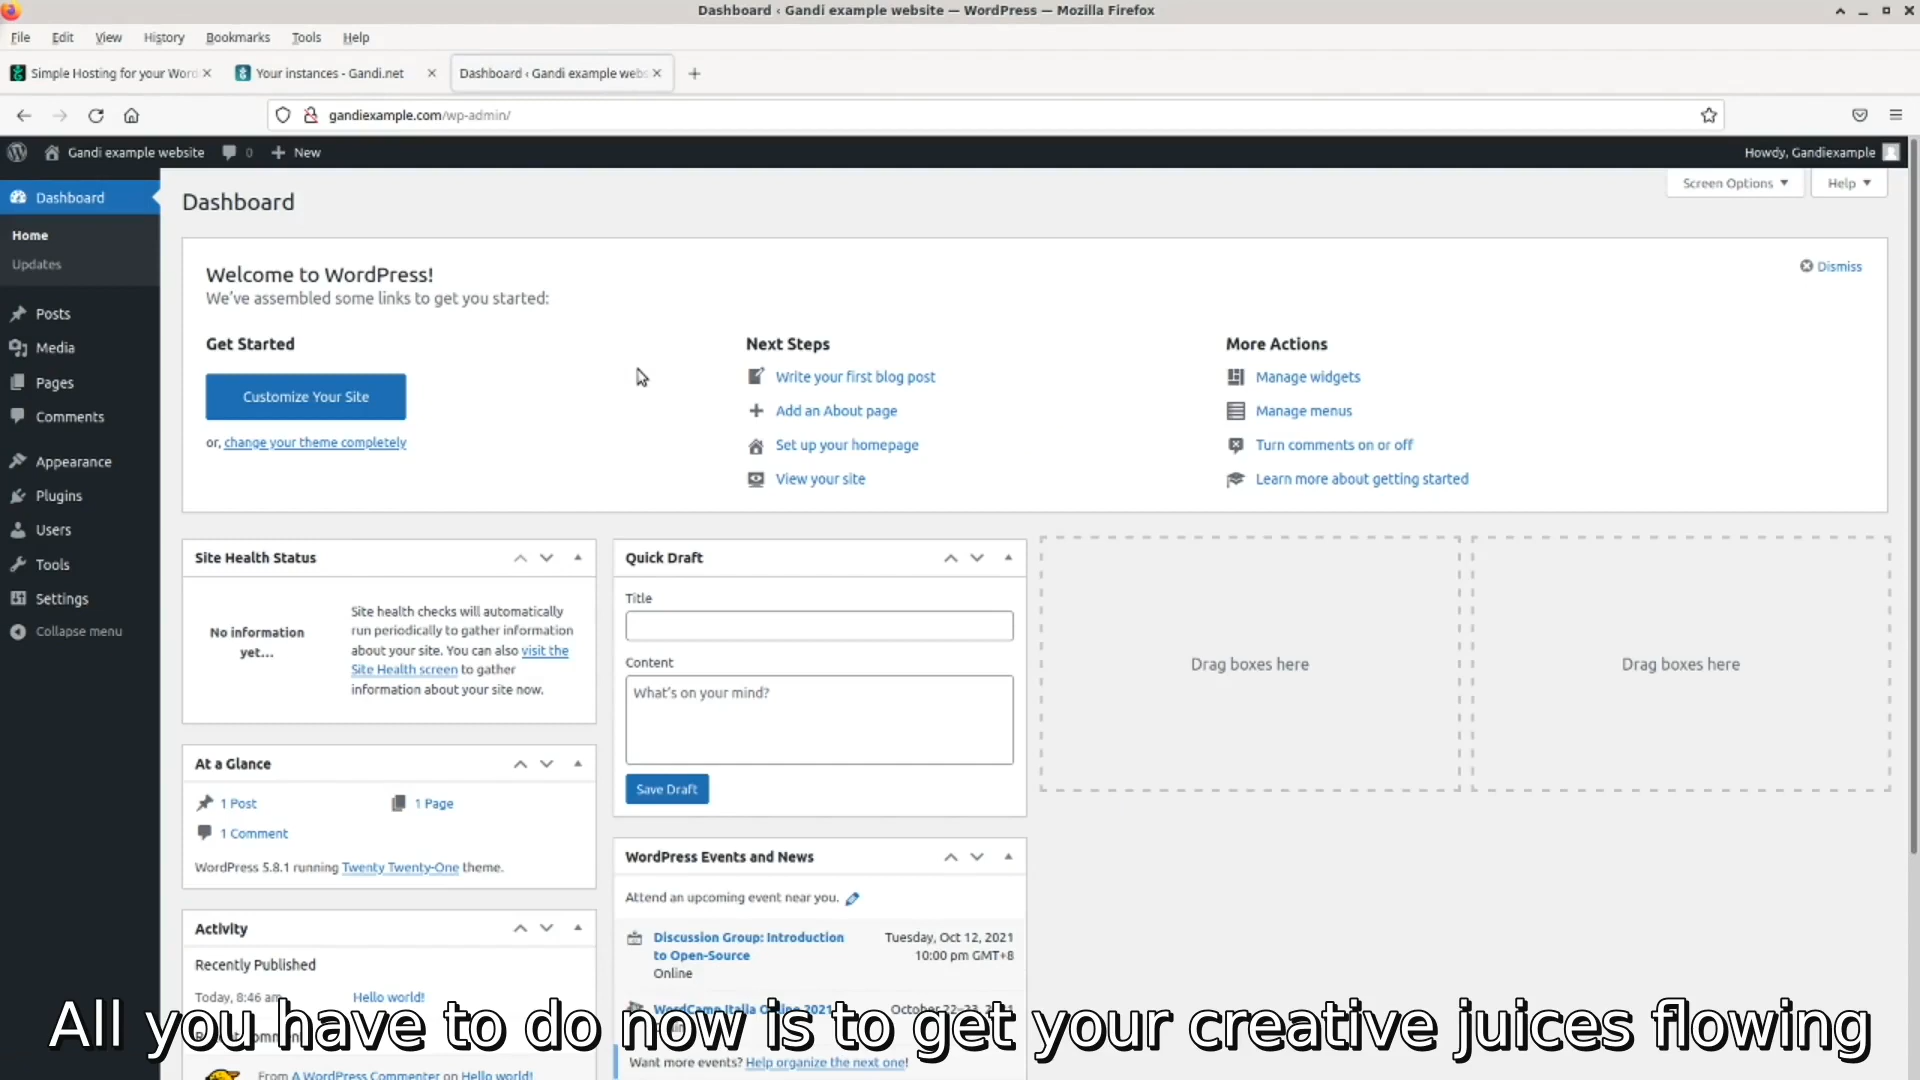 Dashboard ‹ Gandi example website — WordPress — Mozilla Firefox
File Edit View History Bookmarks Tools Help
Simple Hosting for your Word
Your instances - Gandi.net
Dashboard ‹ Gandi example webs
gandiexample.com/wp-admin/
Gandi example website 0 New
Howdy, Gandiexample
Dashboard
Home
Updates
Posts
Media
Pages
Comments
Appearance
Plugins
Users
Tools
Settings
Collapse menu
Dashboard
Screen Options
Help
Welcome to WordPress!
We've assembled some links to get you started:
Dismiss
Get Started
Customize Your Site
or, change your theme completely
Next Steps
Write your first blog post
Add an About page
Set up your homepage
View your site
More Actions
Manage widgets
Manage menus
Turn comments on or off
Learn more about getting started
Site Health Status
No information
yet...
Site health checks will automatically
run periodically to gather information
about your site. You can also visit the
Site Health screen to gather
information about your site now.
At a Glance
1 Post
1 Page
1 Comment
WordPress 5.8.1 running Twenty Twenty-One theme.
Activity
Recently Published
Today, 8:46 am
Hello world!
From A WordPress Commenter on Hello world!
Quick Draft
Title
Content
What's on your mind?
Save Draft
WordPress Events and News
Attend an upcoming event near you.
Discussion Group: Introduction
to Open-Source
Online
Tuesday, Oct 12, 2021
10:00 pm GMT+8
WordCamp Italia Online 2021
October 22–23, 2021
Want more events? Help organize the next one!
Drag boxes here
Drag boxes here
All you have to do now is to get your creative juices flowing